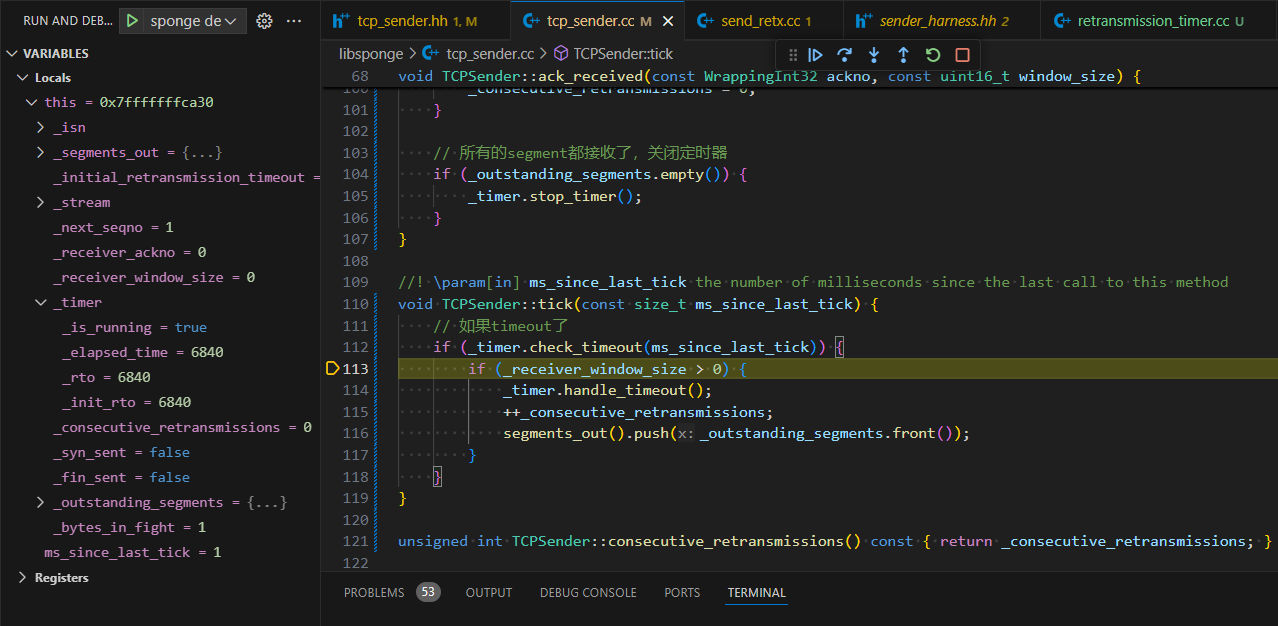 RUN AND DEB... sponge de
VARIABLES
Locals
this = 0x7fffffffca30
_isn
_segments_out = {...}
_initial_retransmission_timeout =
_stream
_next_seqno = 1
_receiver_ackno = 0
_receiver_window_size = 0
_timer
_is_running = true
_elapsed_time = 6840
_rto = 6840
_init_rto = 6840
_consecutive_retransmissions = 0
_syn_sent = false
_fin_sent = false
_outstanding_segments = {...}
_bytes_in_fight = 1
ms_since_last_tick = 1
Registers
tcp_sender.hh 1, M tcp_sender.cc M send_retx.cc 1 sender_harness.hh 2 retransmission_timer.cc U
libsponge > tcp_sender.cc > TCPSender::tick
68 void TCPSender::ack_received(const WrappingInt32 ackno, const uint16_t window_size) {
100 _consecutive_retransmissions = 0;
101 }
102
103 // 所有的segment都接收了，关闭定时器
104 if (_outstanding_segments.empty()) {
105 _timer.stop_timer();
106 }
107 }
108
109 //! \param[in] ms_since_last_tick the number of milliseconds since the last call to this method
110 void TCPSender::tick(const size_t ms_since_last_tick) {
111 // 如果timeout了
112 if (_timer.check_timeout(ms_since_last_tick)) {
113 if (_receiver_window_size > 0) {
114 _timer.handle_timeout();
115 ++_consecutive_retransmissions;
116 segments_out().push(x: _outstanding_segments.front());
117 }
118 }
119 }
120
121 unsigned int TCPSender::consecutive_retransmissions() const { return _consecutive_retransmissions; }
122
PROBLEMS 53 OUTPUT DEBUG CONSOLE PORTS TERMINAL